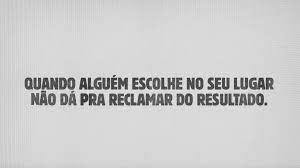 QUANDO ALGUÉM ESCOLHE NO SEU LUGAR
NÃO DÁ PRA RECLAMAR DO RESULTADO.